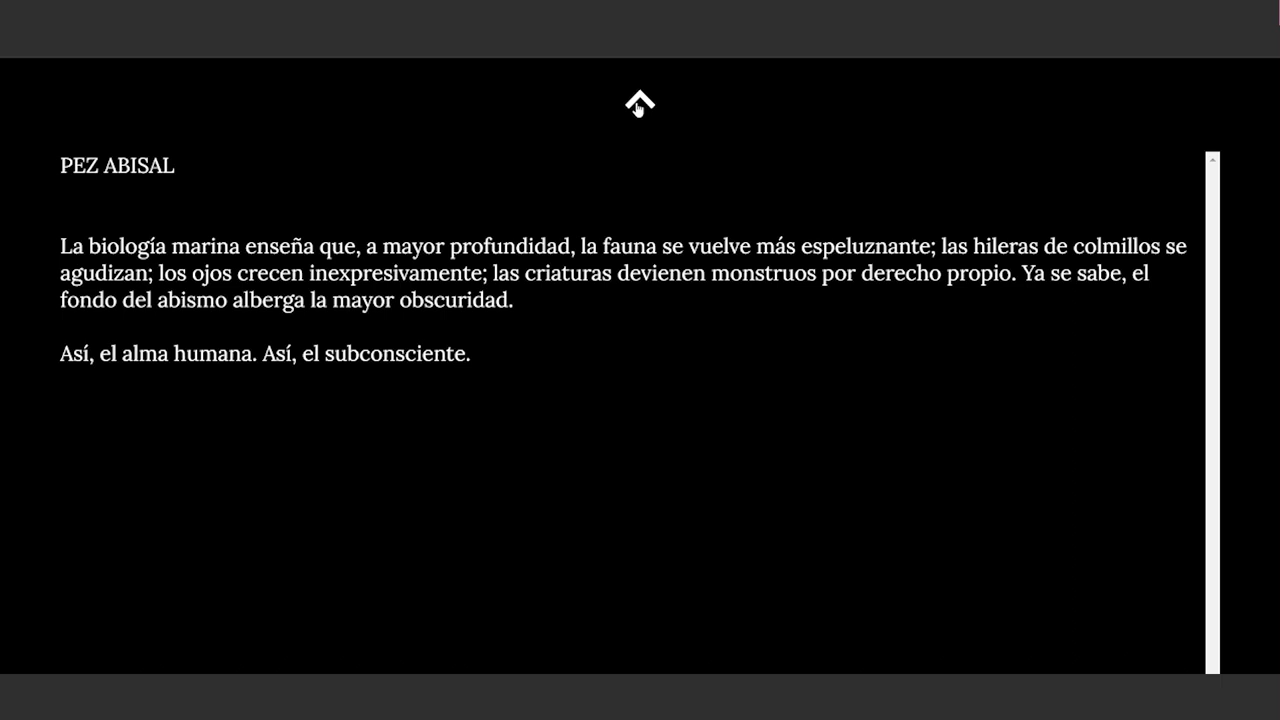 PEZ ABISAL
La biología marina enseña que, a mayor profundidad, la fauna se vuelve más espeluznante; las hileras de colmillos se
agudizan; los ojos crecen inexpresivamente; las criaturas devienen monstruos por derecho propio. Ya se sabe, el
fondo del abismo alberga la mayor obscuridad.
Así, el alma humana. Así, el subconsciente.